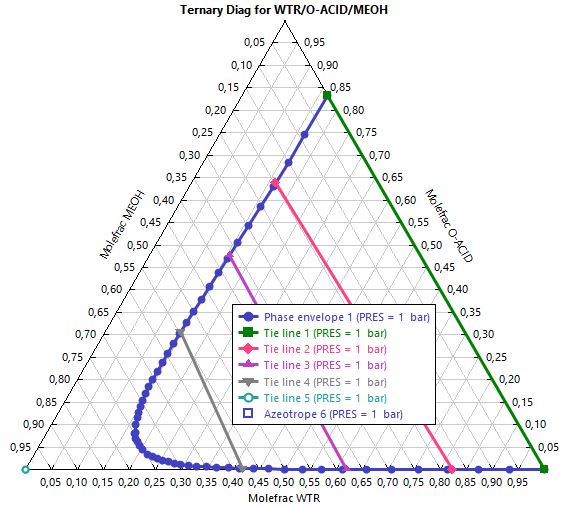 Ternary Diag for WTR/O-ACID/MEOH
0,05 0,95
0,10 0,90
0,15 0,85
0,20 0,80
0,25 0,75
0,30 0,70
0,35 0,65
0,40 0,60
0,45 0,55
0,50 0,50
0,55 0,45
0,60 0,40
0,65 0,35
0,70 0,30
0,75 0,25
0,80 0,20
0,85 0,15
0,90 0,10
0,95 0,05
Molefrac MEOH
Molefrac O-ACID
Phase envelope 1 (PRES = 1 bar)
Tie line 1 (PRES = 1 bar)
Tie line 2 (PRES = 1 bar)
Tie line 3 (PRES = 1 bar)
Tie line 4 (PRES = 1 bar)
Tie line 5 (PRES = 1 bar)
Azeotrope 6 (PRES = 1 bar)
0,05 0,10 0,15 0,20 0,25 0,30 0,35 0,40 0,45 0,50 0,55 0,60 0,65 0,70 0,75 0,80 0,85 0,90 0,95
Molefrac WTR